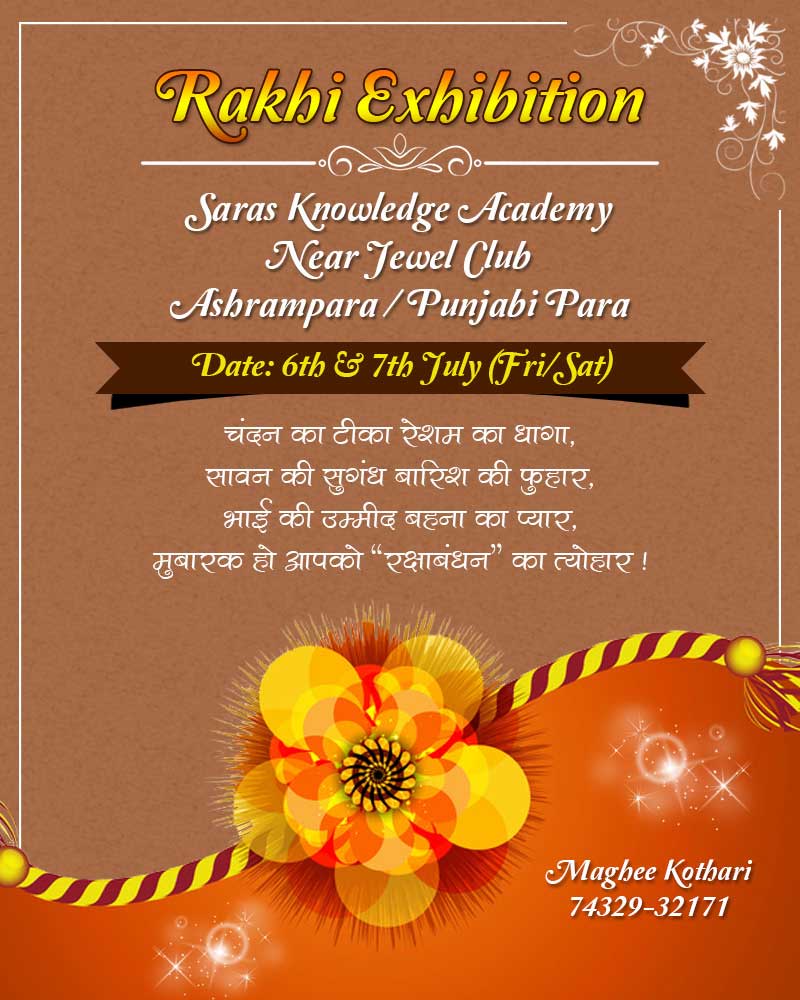 Rakhi Exhibition
Saras Knowledge Academy
Near Jewel Club
Ashrampara / Punjabi Para
Date: 6th & 7th July (Fri/Sat)
चंदन का टीका रेशम का धागा,
सावन की सुगंध बारिश की फुहार,
भाई की उम्मीद बहना का प्यार,
मुबारक हो आपको “रक्षाबंधन” का त्योहार !
Maghee Kothari
74329-32171